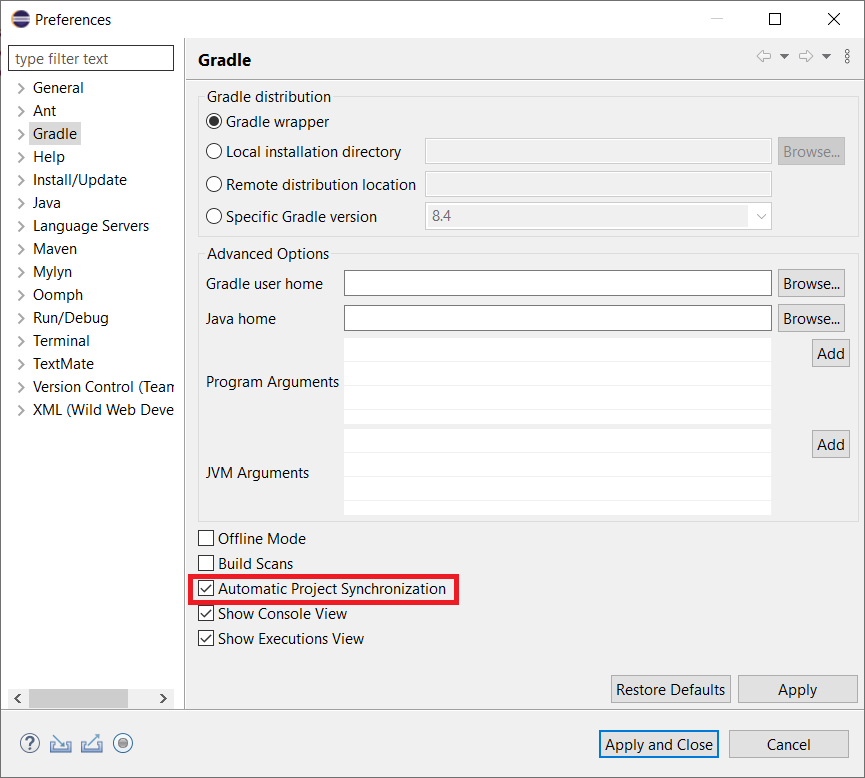 Preferences
type filter text
General
Ant
Gradle
Help
Install/Update
Java
Language Servers
Maven
Mylyn
Oomph
Run/Debug
Terminal
TextMate
Version Control (Team
XML (Wild Web Deve
Gradle
Gradle distribution
Gradle wrapper
Local installation directory Browse...
Remote distribution location
Specific Gradle version 8.4
Advanced Options
Gradle user home Browse...
Java home Browse...
Program Arguments Add
JVM Arguments Add
Offline Mode
Build Scans
Automatic Project Synchronization
Show Console View
Show Executions View
Restore Defaults Apply
? Apply and Close Cancel